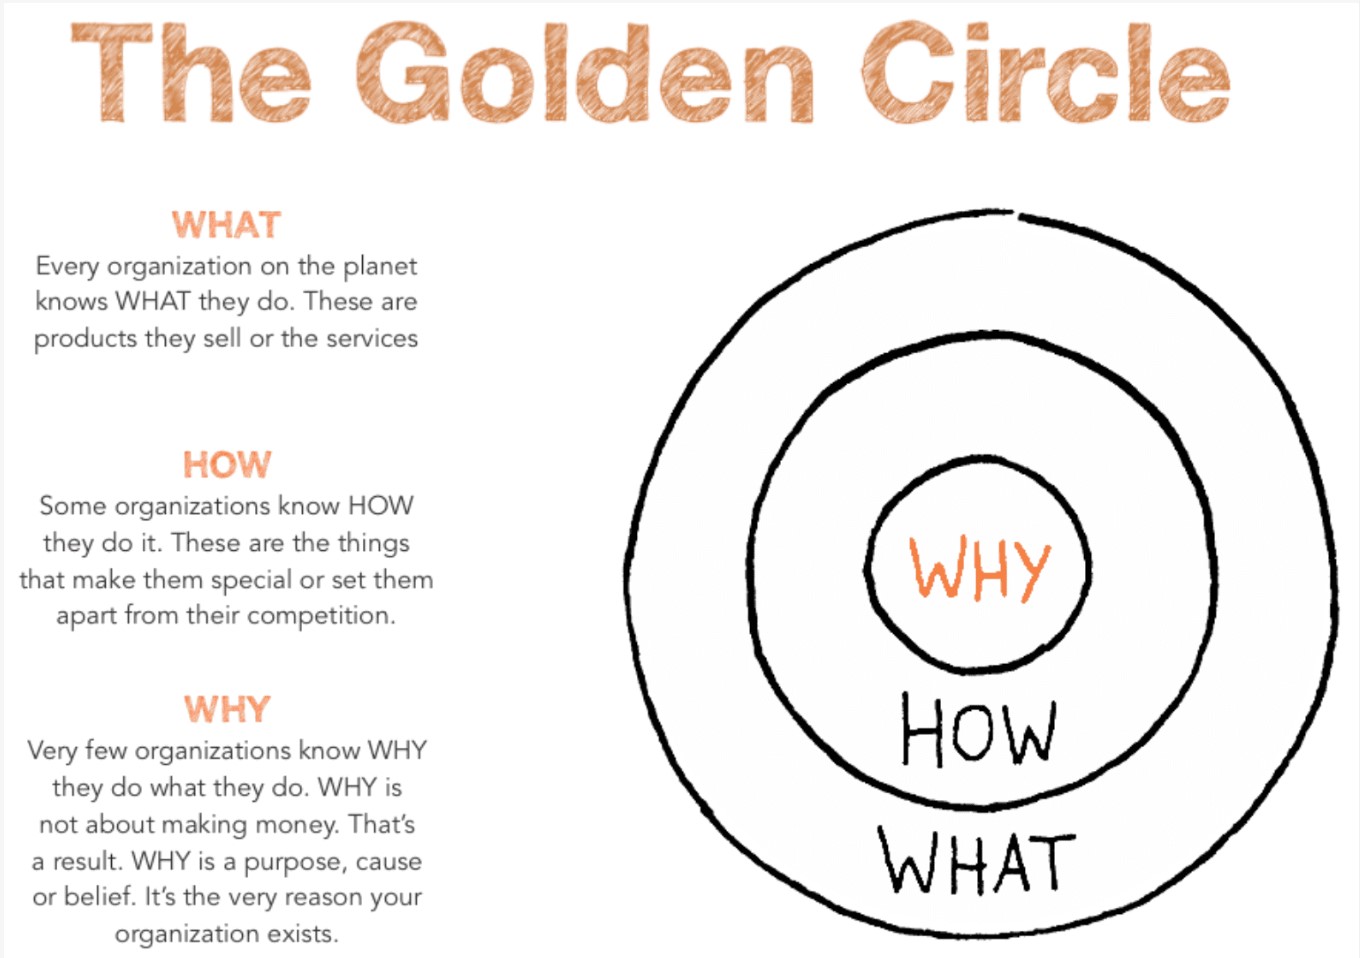 The Golden Circle
WHAT
Every organization on the planet
knows WHAT they do. These are
products they sell or the services
HOW
Some organizations know HOW
they do it. These are the things
that make them special or set them
apart from their competition.
WHY
Very few organizations know WHY
they do what they do. WHY is
not about making money. That's
a result. WHY is a purpose, cause
or belief. It's the very reason your
organization exists.
WHY
HOW
WHAT